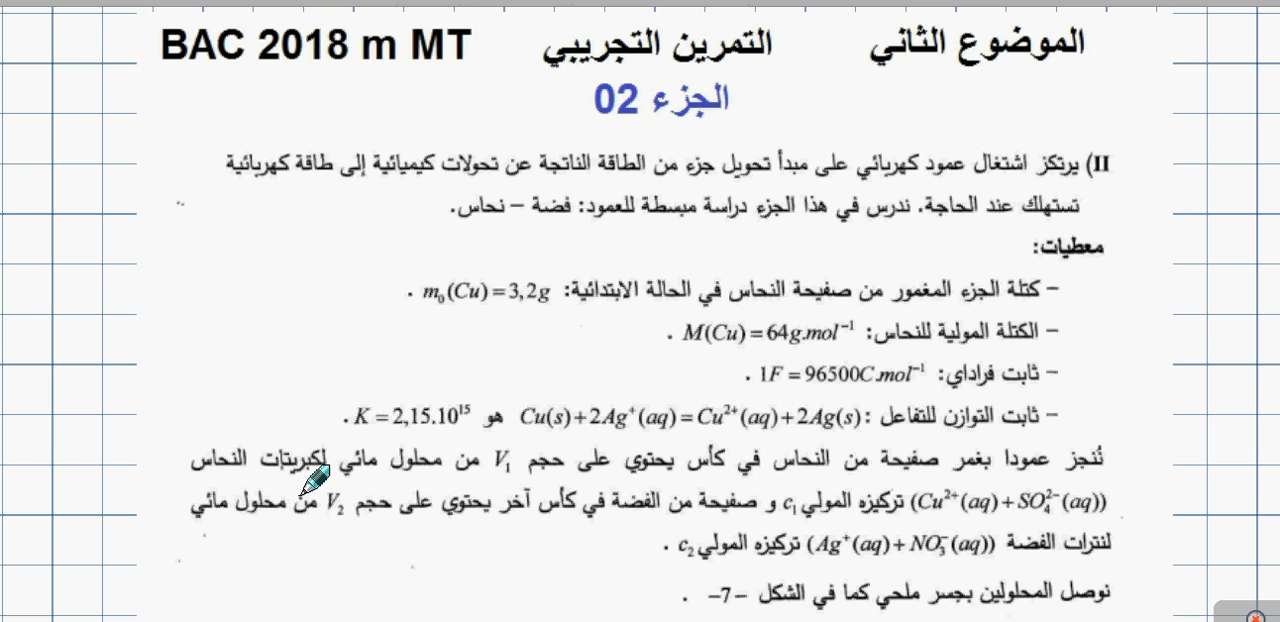 الموضوع الثاني التمرين التجريبي BAC 2018 m MT
الجزء 02
II) يرتكز اشتغال عمود كهربائي على مبدأ تحويل جزء من الطاقة الناتجة عن تحولات كيميائية إلى طاقة كهربائية
تستهلك عند الحاجة. ندرس في هذا الجزء دراسة مبسطة للعمود: فضة – نحاس.
معطيات:
– كتلة الجزء المغمور من صفيحة النحاس في الحالة الابتدائية: m₀(Cu)=3,2g .
– الكتلة المولية للنحاس: M(Cu)=64g.mol⁻¹ .
– ثابت فراداي: 1F=96500C.mol⁻¹ .
– ثابت التوازن للتفاعل: Cu(s)+2Ag⁺(aq)=Cu²⁺(aq)+2Ag(s) هو K=2,15.10¹⁵ .
نُنجز عمودا بغمر صفيحة من النحاس في كأس يحتوي على حجم V₁ من محلول مائي لكبريتات النحاس
(Cu²⁺(aq)+SO₄²⁻(aq)) تركيزه المولي c₁ و صفيحة من الفضة في كأس آخر يحتوي على حجم V₂ من محلول مائي
لنترات الفضة (Ag⁺(aq)+NO₃⁻(aq)) تركيزه المولي c₂ .
نوصل المحلولين بجسر ملحي كما في الشكل –7– .